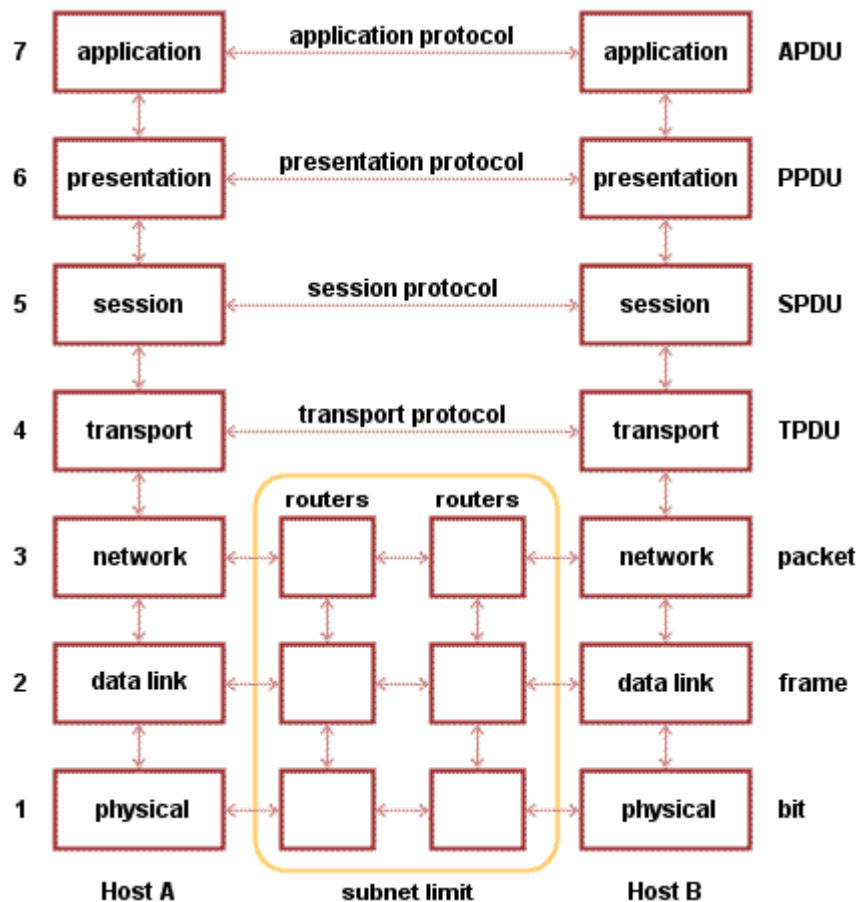 application protocol
7 application application APDU
presentation protocol
6 presentation presentation PPDU
session protocol
5 session session SPDU
transport protocol
4 transport transport TPDU
routers routers
3 network network packet
2 data link data link frame
1 physical physical bit
Host A subnet limit Host B